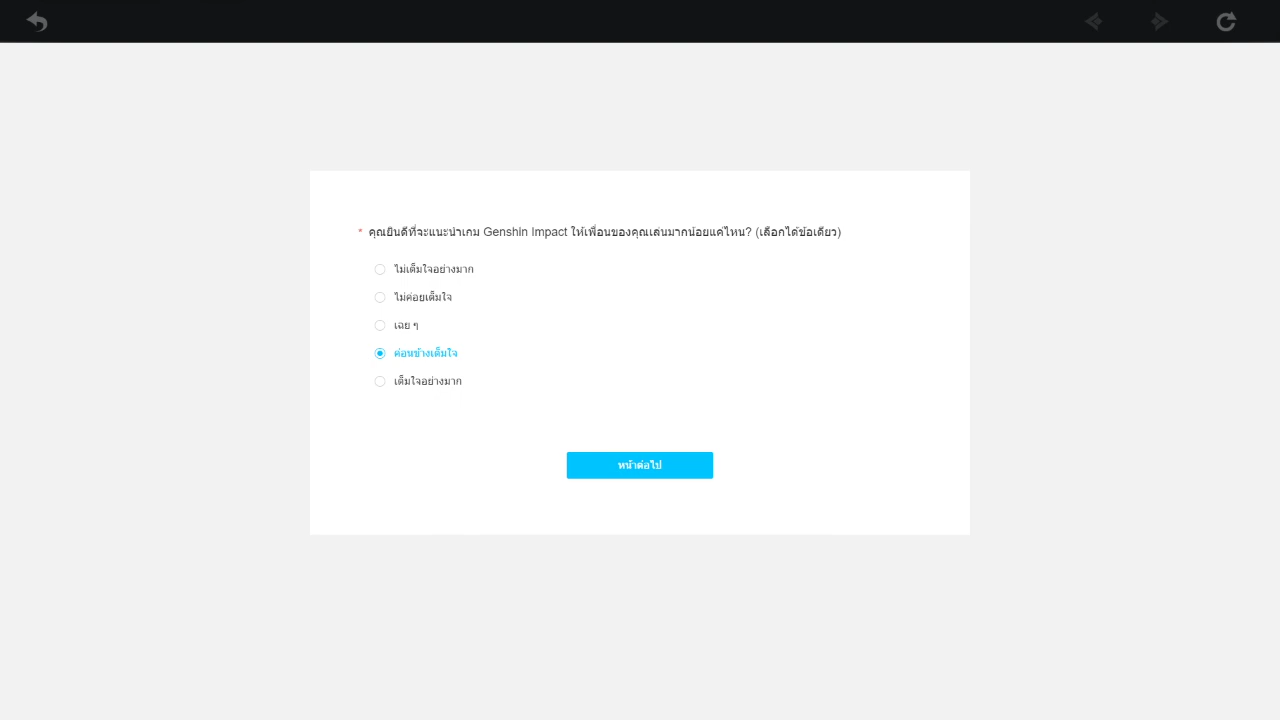 * คุณยินดีที่จะแนะนำเกม Genshin Impact ให้เพื่อนของคุณเล่นมากน้อยแค่ไหน? (เลือกได้ข้อเดียว)
ไม่เต็มใจอย่างมาก
ไม่ค่อยเต็มใจ
เฉย ๆ
ค่อนข้างเต็มใจ
เต็มใจอย่างมาก
หน้าต่อไป